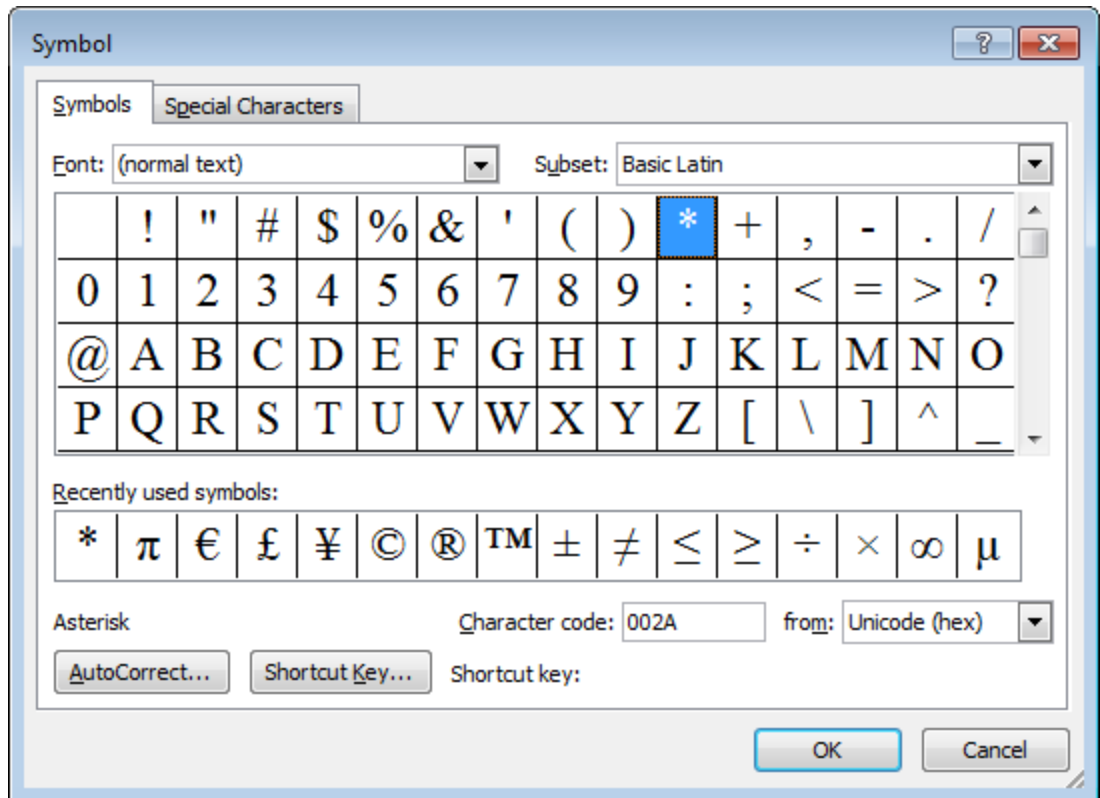 Symbol
Symbols Special Characters
Font: (normal text) Subset: Basic Latin
! " # $ % & ' ( ) * + , - . /
0 1 2 3 4 5 6 7 8 9 : ; < = > ?
@ A B C D E F G H I J K L M N O
P Q R S T U V W X Y Z [ \ ] ^ _
Recently used symbols:
* π € £ ¥ © ® ™ ± ≠ ≤ ≥ ÷ × ∞ µ
Asterisk Character code: 002A from: Unicode (hex)
AutoCorrect... Shortcut Key... Shortcut key:
OK Cancel